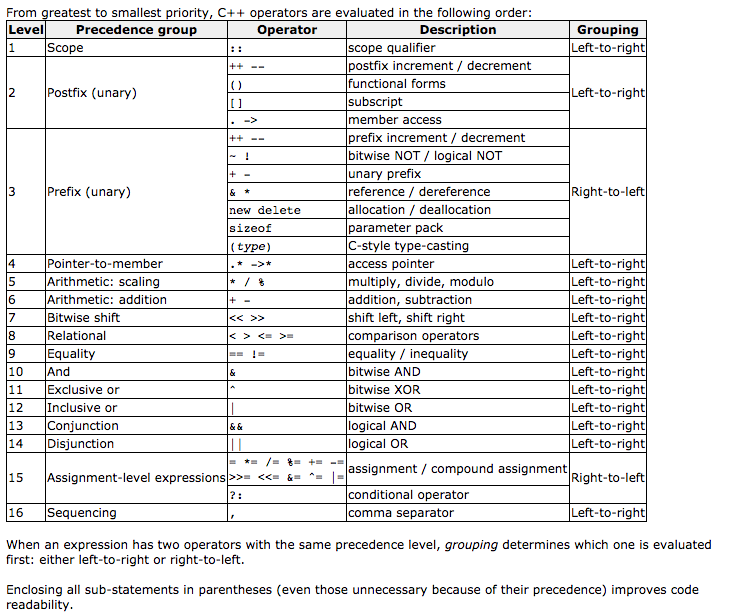 From greatest to smallest priority, C++ operators are evaluated in the following order:
Level Precedence group Operator Description Grouping
1 Scope :: scope qualifier Left-to-right
2 Postfix (unary) ++ -- postfix increment / decrement Left-to-right
() functional forms
[] subscript
. -> member access
3 Prefix (unary) ++ -- prefix increment / decrement Right-to-left
~ ! bitwise NOT / logical NOT
+ - unary prefix
& * reference / dereference
new delete allocation / deallocation
sizeof parameter pack
(type) C-style type-casting
4 Pointer-to-member .* ->* access pointer Left-to-right
5 Arithmetic: scaling * / % multiply, divide, modulo Left-to-right
6 Arithmetic: addition + - addition, subtraction Left-to-right
7 Bitwise shift << >> shift left, shift right Left-to-right
8 Relational < > <= >= comparison operators Left-to-right
9 Equality == != equality / inequality Left-to-right
10 And & bitwise AND Left-to-right
11 Exclusive or ^ bitwise XOR Left-to-right
12 Inclusive or | bitwise OR Left-to-right
13 Conjunction && logical AND Left-to-right
14 Disjunction || logical OR Left-to-right
15 Assignment-level expressions = *= /= %= += -= assignment / compound assignment Right-to-left
>>= <<= &= ^= |=
?: conditional operator
16 Sequencing , comma separator Left-to-right
When an expression has two operators with the same precedence level, grouping determines which one is evaluated
first: either left-to-right or right-to-left.
Enclosing all sub-statements in parentheses (even those unnecessary because of their precedence) improves code
readability.